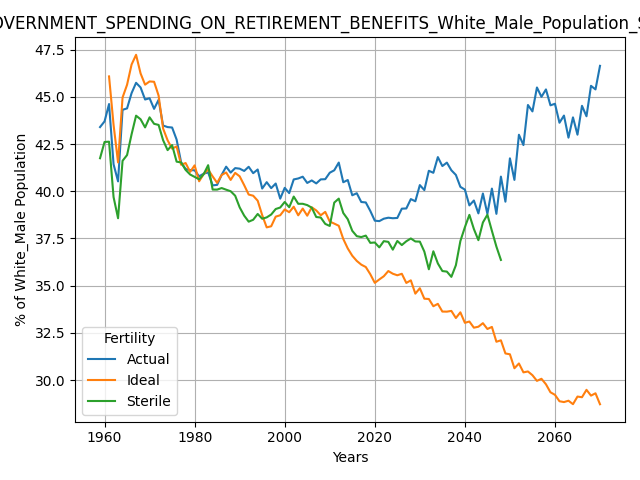 OVERNMENT_SPENDING_ON_RETIREMENT_BENEFITS_White_Male_Population_S
47.5
45.0
42.5
40.0
37.5
35.0
32.5
30.0
% of White_Male Population
Fertility
Actual
Ideal
Sterile
1960
1980
2000
2020
2040
2060
Years